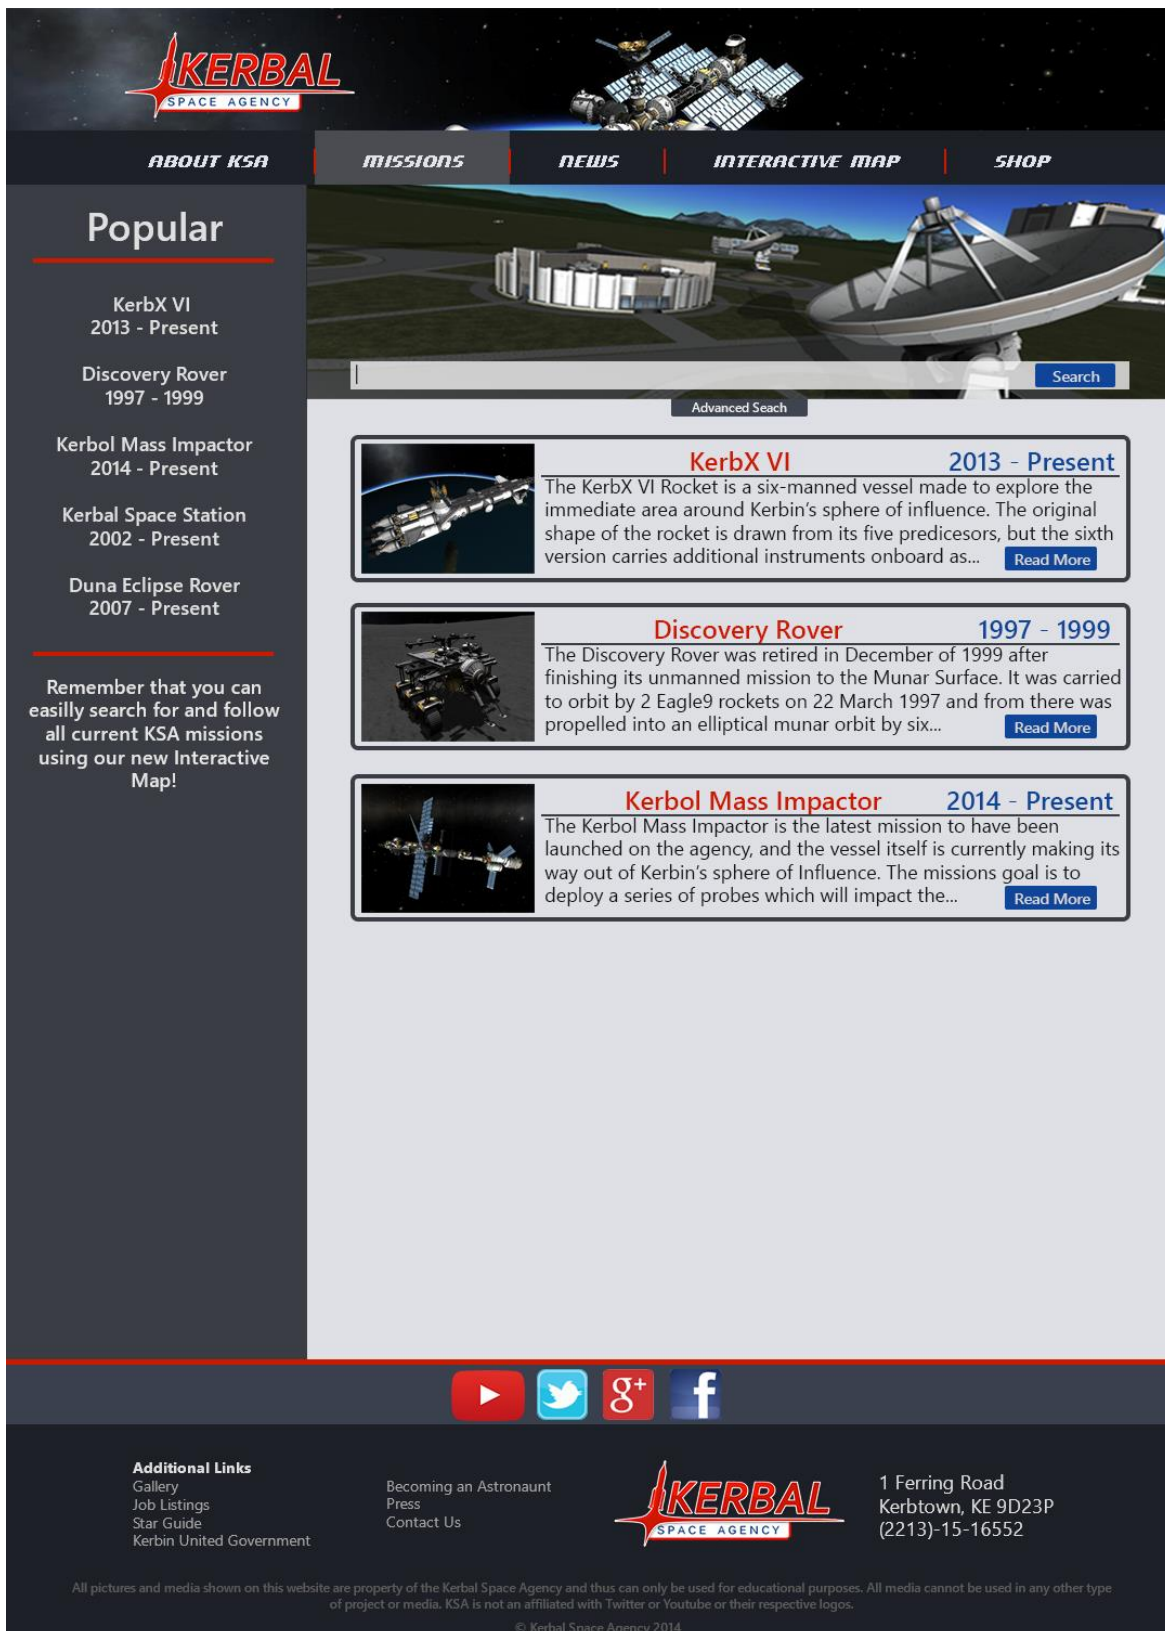 KERBAL
SPACE AGENCY
ABOUT KSA
MISSIONS
NEWS
INTERACTIVE MAP
SHOP
Popular
KerbX VI
2013 - Present
Discovery Rover
1997 - 1999
Kerbol Mass Impactor
2014 - Present
Kerbal Space Station
2002 - Present
Duna Eclipse Rover
2007 - Present
Remember that you can
easilly search for and follow
all current KSA missions
using our new Interactive
Map!
Search
Advanced Seach
KerbX VI 2013 - Present
The KerbX VI Rocket is a six-manned vessel made to explore the
immediate area around Kerbin's sphere of influence. The original
shape of the rocket is drawn from its five predicesors, but the sixth
version carries additional instruments onboard as...
Read More
Discovery Rover 1997 - 1999
The Discovery Rover was retired in December of 1999 after
finishing its unmanned mission to the Munar Surface. It was carried
to orbit by 2 Eagle9 rockets on 22 March 1997 and from there was
propelled into an elliptical munar orbit by six...
Read More
Kerbol Mass Impactor 2014 - Present
The Kerbol Mass Impactor is the latest mission to have been
launched on the agency, and the vessel itself is currently making its
way out of Kerbin's sphere of Influence. The missions goal is to
deploy a series of probes which will impact the...
Read More
g+
f
Additional Links
Gallery
Job Listings
Star Guide
Kerbin United Government
Becoming an Astronaunt
Press
Contact Us
KERBAL
SPACE AGENCY
1 Ferring Road
Kerbtown, KE 9D23P
(2213)-15-16552
All pictures and media shown on this website are property of the Kerbal Space Agency and thus can only be used for educational purposes. All media cannot be used in any other type
of project or media. KSA is not an affiliated with Twitter or Youtube or their respective logos.
© Kerbal Space Agency 2014